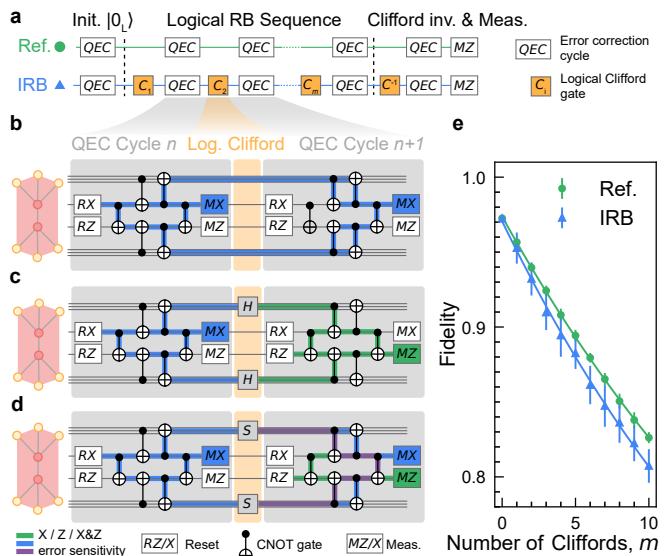 a
Init. |0L⟩ Logical RB Sequence Clifford inv. & Meas.
Ref. QEC QEC QEC QEC QEC MZ
QEC Error correction cycle
IRB QEC C1 QEC C2 QEC Cm QEC C-1 QEC MZ
Ci Logical Clifford gate
b
QEC Cycle n Log. Clifford QEC Cycle n+1
RX MX RX MX
RZ MZ RZ MZ
c
H
RX MX RX MX
RZ MZ RZ MZ
H
d
S
RX MX RX MX
RZ MZ RZ MZ
S
X / Z / X&Z
error sensitivity
RZ/X Reset
CNOT gate
MZ/X Meas.
e
Ref.
IRB
1.0
0.9
0.8
Fidelity
0 5 10
Number of Cliffords, m